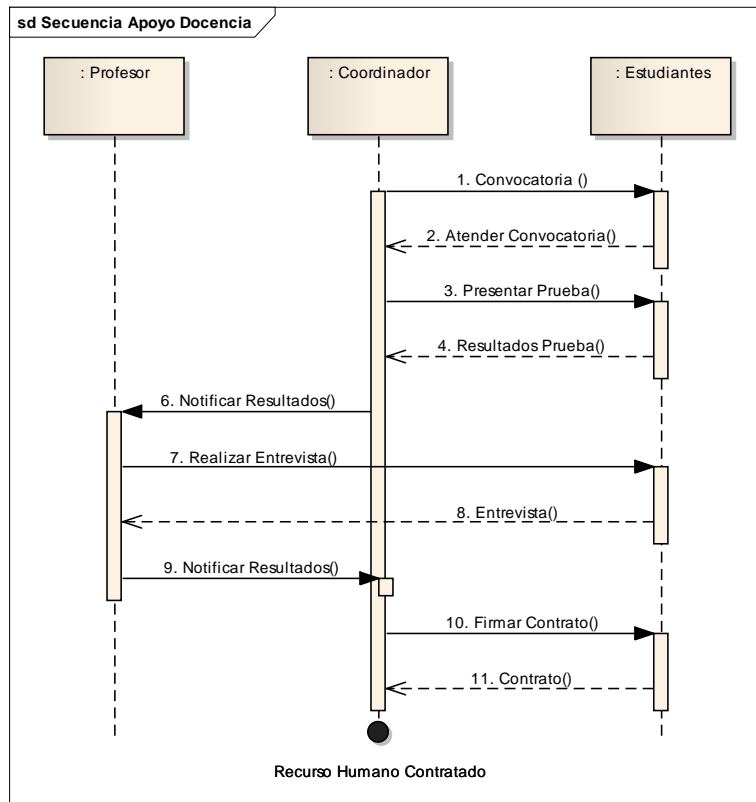 sd Secuencia Apoyo Docencia
: Profesor
: Coordinador
: Estudiantes
1. Convocatoria ()
2. Atender Convocatoria()
3. Presentar Prueba()
4. Resultados Prueba()
6. Notificar Resultados()
7. Realizar Entrevista()
8. Entrevista()
9. Notificar Resultados()
10. Firmar Contrato()
11. Contrato()
Recurso Humano Contratado